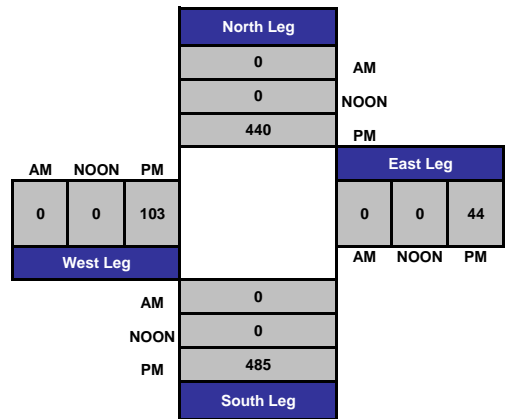 North Leg
0 AM
0 NOON
440 PM
East Leg
AM NOON PM
0 0 103
0 0 44
West Leg
AM NOON PM
AM 0
NOON 0
PM 485
South Leg